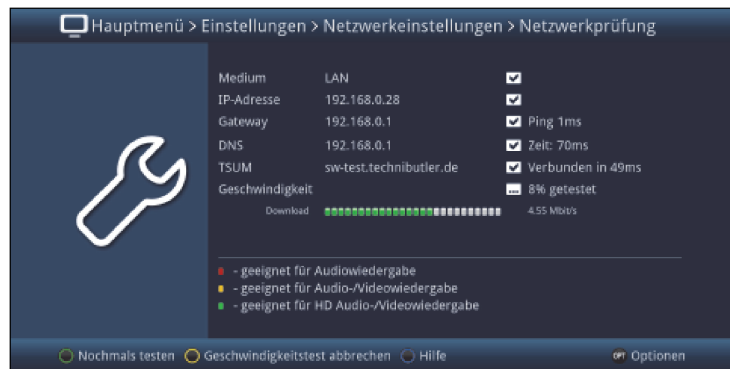 Hauptmenü > Einstellungen > Netzwerkeinstellungen > Netzwerkprüfung
Medium LAN
IP-Adresse 192.168.0.28
Gateway 192.168.0.1 Ping 1ms
DNS 192.168.0.1 Zeit: 70ms
TSUM sw-test.technibutler.de Verbunden in 49ms
Geschwindigkeit 8% getestet
Download 4.55 Mbit/s
- geeignet für Audiowiedergabe
- geeignet für Audio-/Videowiedergabe
- geeignet für HD Audio-/Videowiedergabe
Nochmals testen Geschwindigkeitstest abbrechen Hilfe OPT Optionen